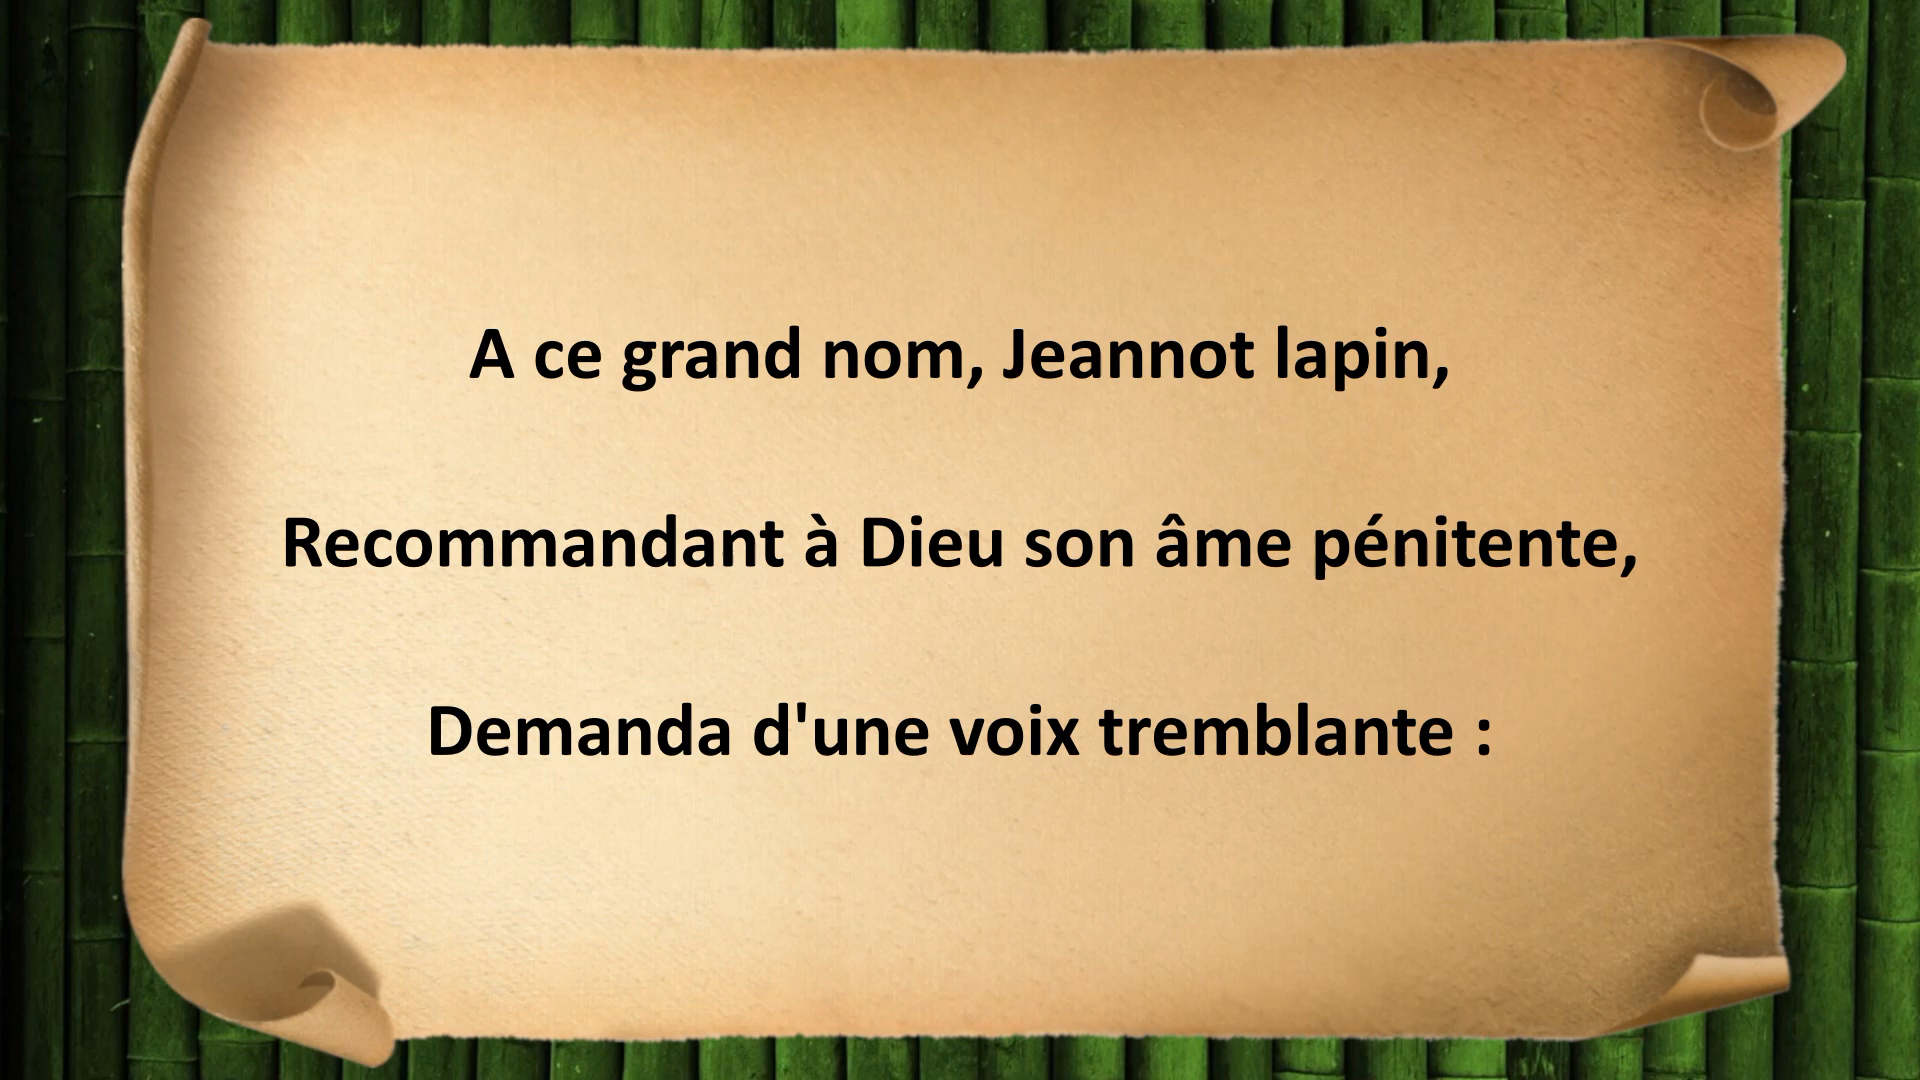 A ce grand nom, Jeannot lapin,
Recommandant à Dieu son âme pénitente,
Demanda d'une voix tremblante :